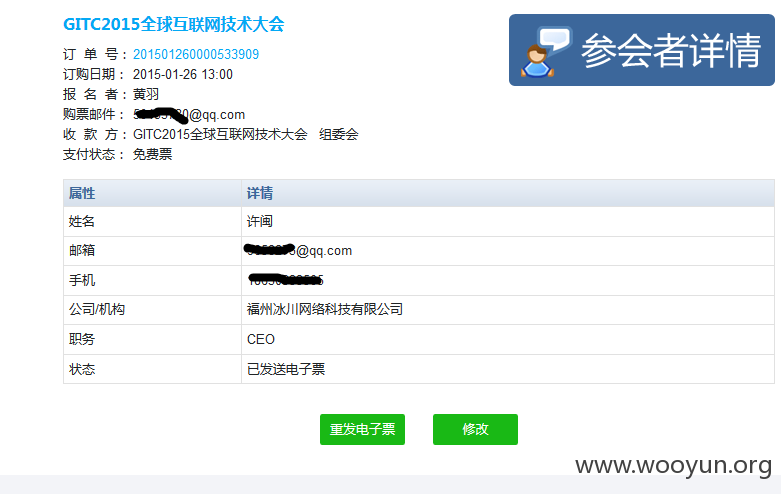 GITC2015全球互联网技术大会
参会者详情
订 单 号： 201501260000533909
订购日期： 2015-01-26 13:00
报 名 者： 黄羽
购票邮件： @qq.com
收 款 方： GITC2015全球互联网技术大会 组委会
支付状态： 免费票
属性 详情
姓名 许闽
邮箱 @qq.com
手机
公司/机构 福州冰川网络科技有限公司
职务 CEO
状态 已发送电子票
重发电子票 修改
www.wooyun.org